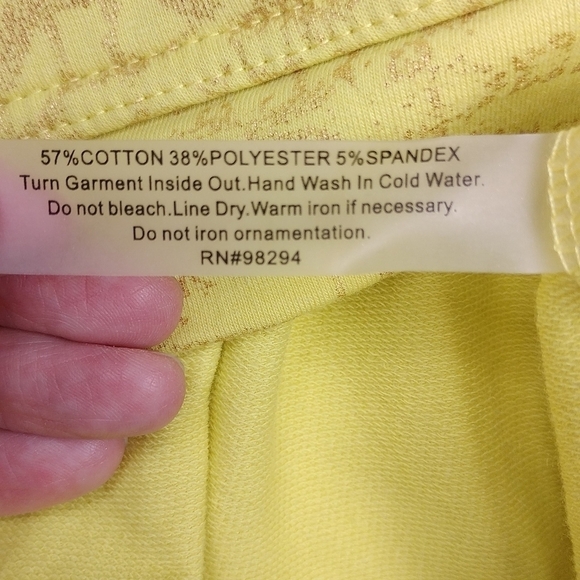 57%COTTON 38%POLYESTER 5%SPANDEX
Turn Garment Inside Out.Hand Wash In Cold Water.
Do not bleach.Line Dry.Warm iron if necessary.
Do not iron ornamentation.
RN#98294